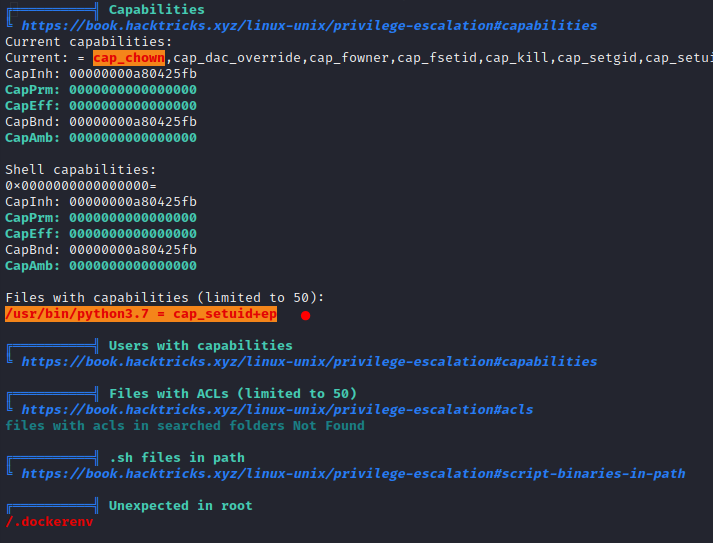 ╔══════════╣ Capabilities
╚ https://book.hacktricks.xyz/linux-unix/privilege-escalation#capabilities
Current capabilities:
Current: = cap_chown,cap_dac_override,cap_fowner,cap_fsetid,cap_kill,cap_setgid,cap_setui
CapInh: 00000000a80425fb
CapPrm: 0000000000000000
CapEff: 0000000000000000
CapBnd: 00000000a80425fb
CapAmb: 0000000000000000
Shell capabilities:
0×0000000000000000=
CapInh: 00000000a80425fb
CapPrm: 0000000000000000
CapEff: 0000000000000000
CapBnd: 00000000a80425fb
CapAmb: 0000000000000000
Files with capabilities (limited to 50):
/usr/bin/python3.7 = cap_setuid+ep
╔══════════╣ Users with capabilities
╚ https://book.hacktricks.xyz/linux-unix/privilege-escalation#capabilities
╔══════════╣ Files with ACLs (limited to 50)
╚ https://book.hacktricks.xyz/linux-unix/privilege-escalation#acls
files with acls in searched folders Not Found
╔══════════╣ .sh files in path
╚ https://book.hacktricks.xyz/linux-unix/privilege-escalation#script-binaries-in-path
╔══════════╣ Unexpected in root
/.dockerenv